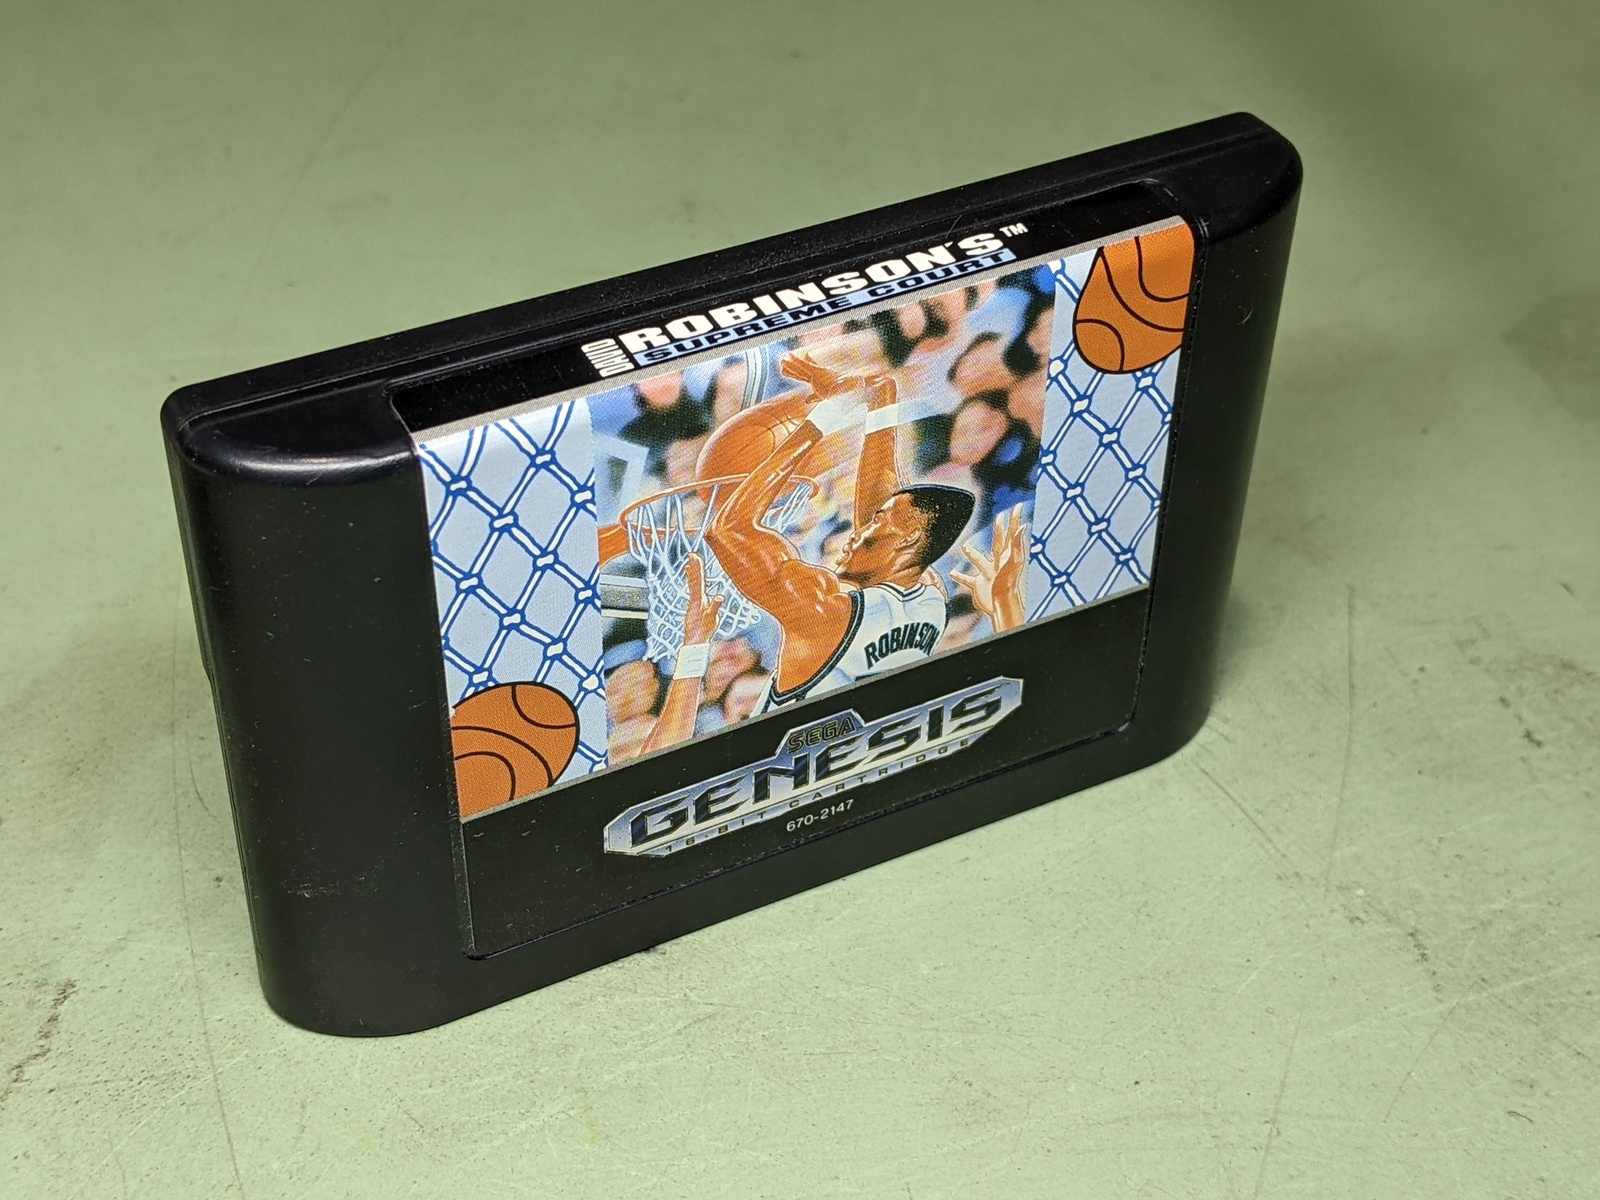 DAVID
ROBINSON'S™
SUPREME COURT
ROBINSON
SEGA
GENESIS
16-BIT CARTRIDGE
670-2147